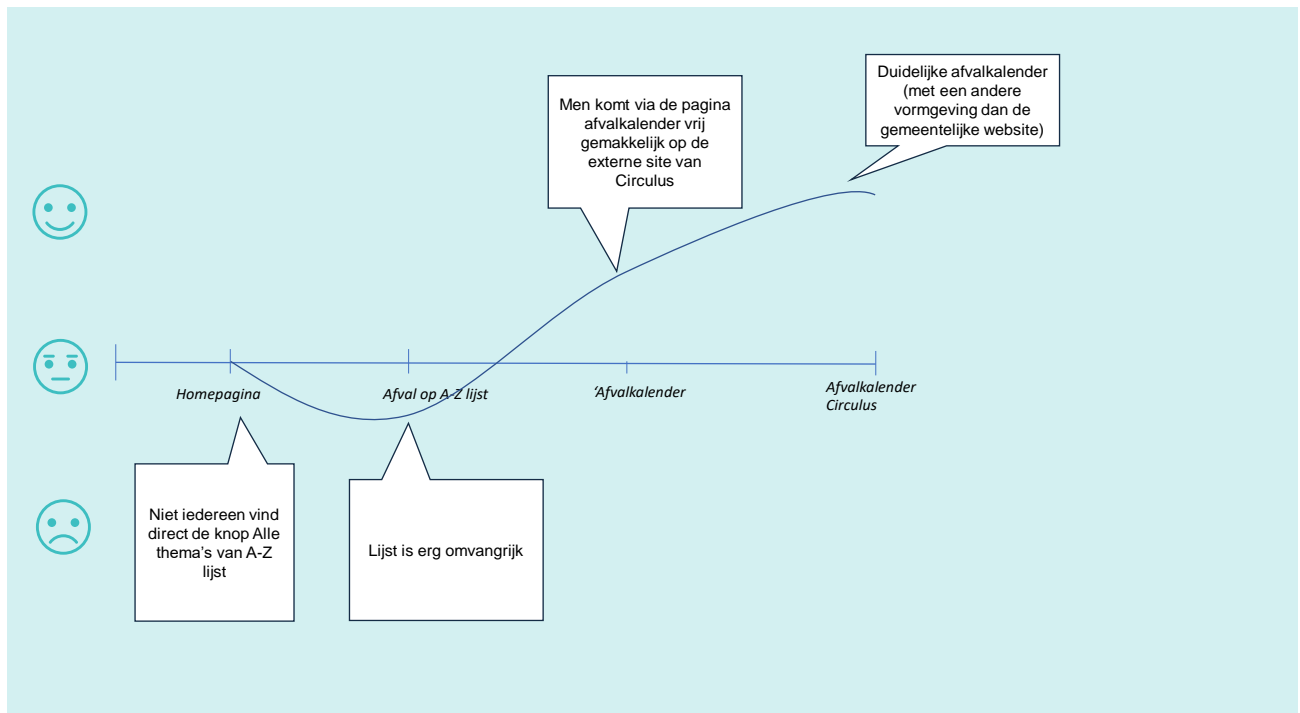 Men komt via de pagina
afvalkalender vrij
gemakkelijk op de
externe site van
Circulus
Duidelijke afvalkalender
(met een andere
vormgeving dan de
gemeentelijke website)
Homepagina
Afval op A-Z lijst
‘Afvalkalender
Afvalkalender
Circulus
Niet iedereen vind
direct de knop Alle
thema’s van A-Z
lijst
Lijst is erg omvangrijk